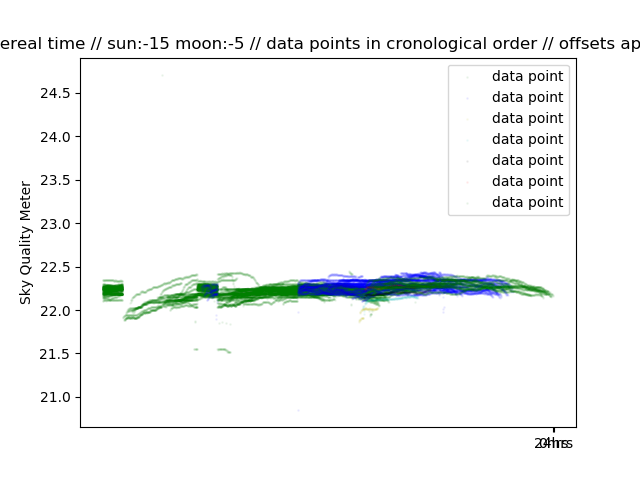 ereal time // sun:-15 moon:-5 // data points in cronological order // offsets ap
data point
data point
data point
data point
data point
data point
data point
Sky Quality Meter
24.5
24.0
23.5
23.0
22.5
22.0
21.5
21.0